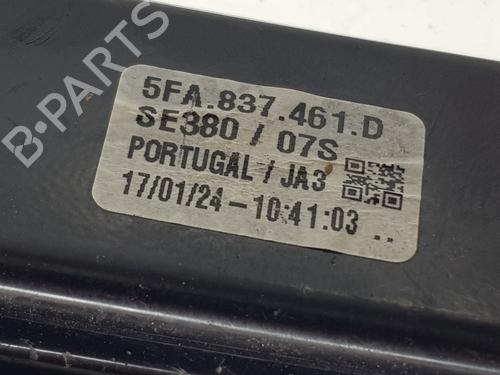 B-PARTS
5FA.837.461.D
SE380 / 07S
PORTUGAL / JA3
17/01/24-10:41:03 ..